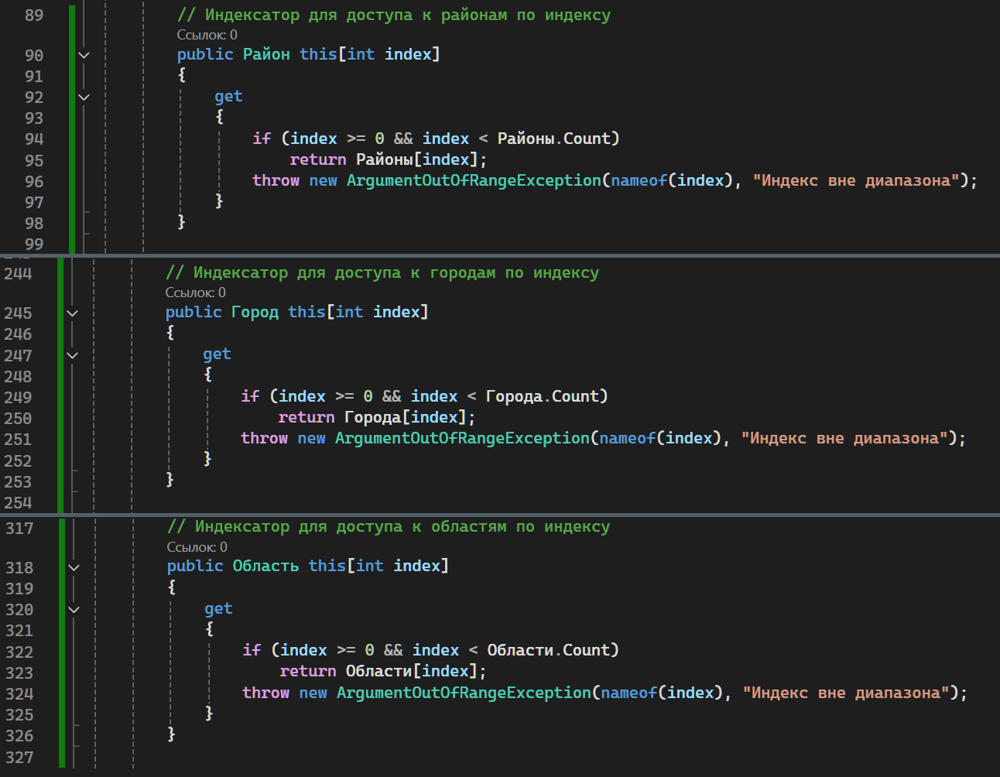 89 // Индексатор для доступа к районам по индексу
Ссылок: 0
90 public Район this[int index]
91 {
92 get
93 {
94 if (index >= 0 && index < Районы.Count)
95 return Районы[index];
96 throw new ArgumentOutOfRangeException(nameof(index), "Индекс вне диапазона");
97 }
98 }
99
244 // Индексатор для доступа к городам по индексу
Ссылок: 0
245 public Город this[int index]
246 {
247 get
248 {
249 if (index >= 0 && index < Города.Count)
250 return Города[index];
251 throw new ArgumentOutOfRangeException(nameof(index), "Индекс вне диапазона");
252 }
253 }
254
317 // Индексатор для доступа к областям по индексу
Ссылок: 0
318 public Область this[int index]
319 {
320 get
321 {
322 if (index >= 0 && index < Области.Count)
323 return Области[index];
324 throw new ArgumentOutOfRangeException(nameof(index), "Индекс вне диапазона");
325 }
326 }
327